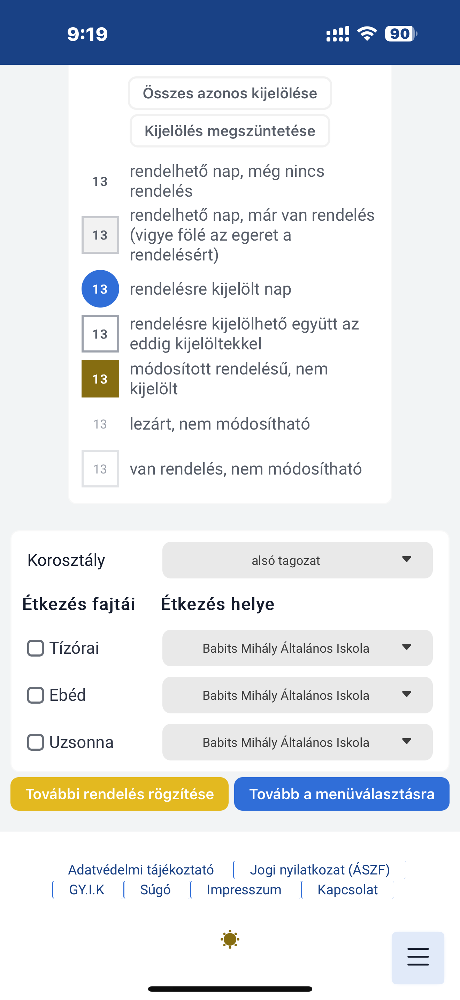 9:19
90
Összes azonos kijelölése
Kijelölés megszüntetése
13
rendelhető nap, még nincs
rendelés
13
rendelhető nap, már van rendelés
(vigye fölé az egeret a
rendelésért)
13
rendelésre kijelölt nap
13
rendelésre kijelölhető együtt az
eddig kijelöltekkel
13
módosított rendelésű, nem
kijelölt
13
lezárt, nem módosítható
13
van rendelés, nem módosítható
Korosztály
alsó tagozat
Étkezés fajtái
Étkezés helye
Tízórai
Babits Mihály Általános Iskola
Ebéd
Babits Mihály Általános Iskola
Uzsonna
Babits Mihály Általános Iskola
További rendelés rögzítése
Tovább a menüválasztásra
Adatvédelmi tájékoztató
Jogi nyilatkozat (ÁSZF)
GY.I.K
Súgó
Impresszum
Kapcsolat